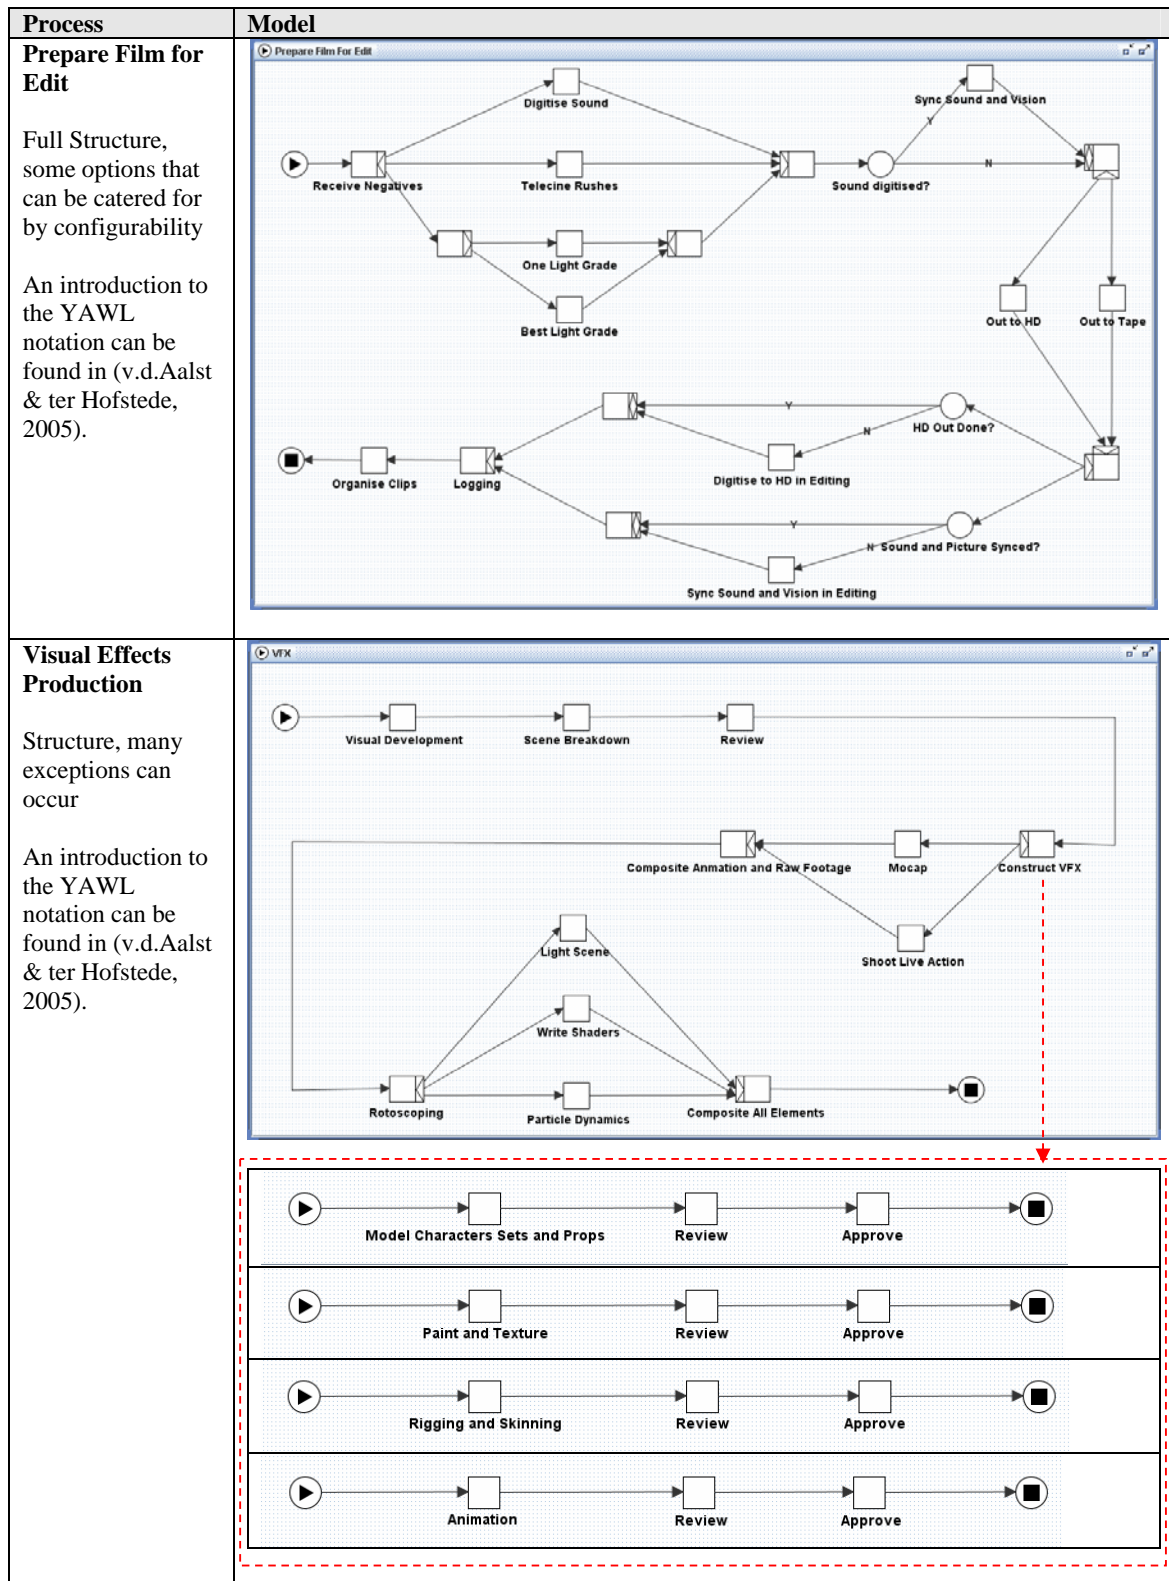 Process
Model
Prepare Film for
Edit
Full Structure,
some options that
can be catered for
by configurability
An introduction to
the YAWL
notation can be
found in (v.d.Aalst
& ter Hofstede,
2005).
Prepare Film For Edit
Digitise Sound
Sync Sound and Vision
Y
N
Receive Negatives
Telecine Rushes
Sound digitised?
One Light Grade
Best Light Grade
Out to HD
Out to Tape
Y
HD Out Done?
N
Organise Clips
Logging
Digitise to HD in Editing
Y
N
Sound and Picture Synced?
Sync Sound and Vision in Editing
Visual Effects
Production
Structure, many
exceptions can
occur
An introduction to
the YAWL
notation can be
found in (v.d.Aalst
& ter Hofstede,
2005).
VFX
Visual Development
Scene Breakdown
Review
Composite Anmation and Raw Footage
Mocap
Construct VFX
Shoot Live Action
Light Scene
Write Shaders
Rotoscoping
Particle Dynamics
Composite All Elements
Model Characters Sets and Props
Review
Approve
Paint and Texture
Review
Approve
Rigging and Skinning
Review
Approve
Animation
Review
Approve